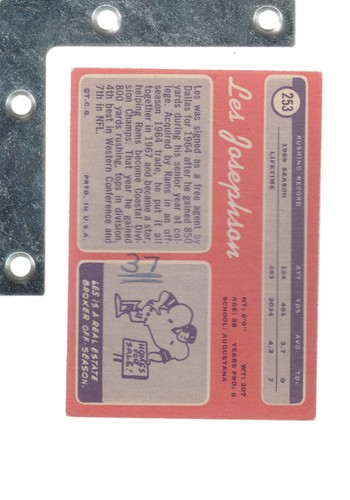 253
Les Josephson
RUSHING RECORD
ATT. YDS. AVG. TDs
1969 SEASON 124 461 3.7 0
LIFETIME 483 2034 4.2 7
HT: 6'0" WT: 207
AGE: 28 YEARS PRO: 6
SCHOOL: AUGUSTANA
Les was signed as a free agent by
Dallas for 1964 after he gained 850
yards during his senior year at col-
lege. Acquired by Rams in an off-
season 1964 trade, he put it all
together in 1967 and became a star,
helping Rams become Coastal Divi-
sion Champs. That year he gained
800 yards rushing, tops in division,
4th best in Western Conference and
7th in NFL.
©T.C.G. PRTD. IN U.S.A.
37
HOMES
FOR
SALE!
LES IS A REAL ESTATE
BROKER OFF-SEASON.